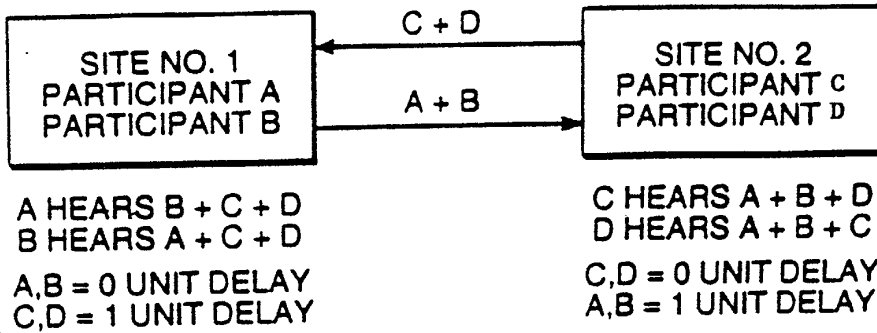 C + D
SITE NO. 1
PARTICIPANT A
PARTICIPANT B
A + B
SITE NO. 2
PARTICIPANT C
PARTICIPANT D
A HEARS B + C + D
B HEARS A + C + D
A,B = 0 UNIT DELAY
C,D = 1 UNIT DELAY
C HEARS A + B + D
D HEARS A + B + C
C,D = 0 UNIT DELAY
A,B = 1 UNIT DELAY